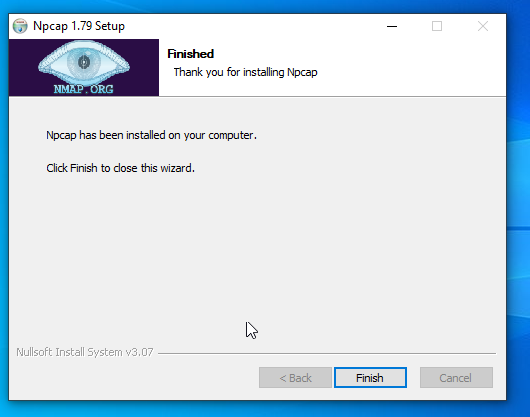 Npcap 1.79 Setup
Finished
Thank you for installing Npcap
NMAP.ORG
Npcap has been installed on your computer.
Click Finish to close this wizard.
Nullsoft Install System v3.07
< Back
Finish
Cancel